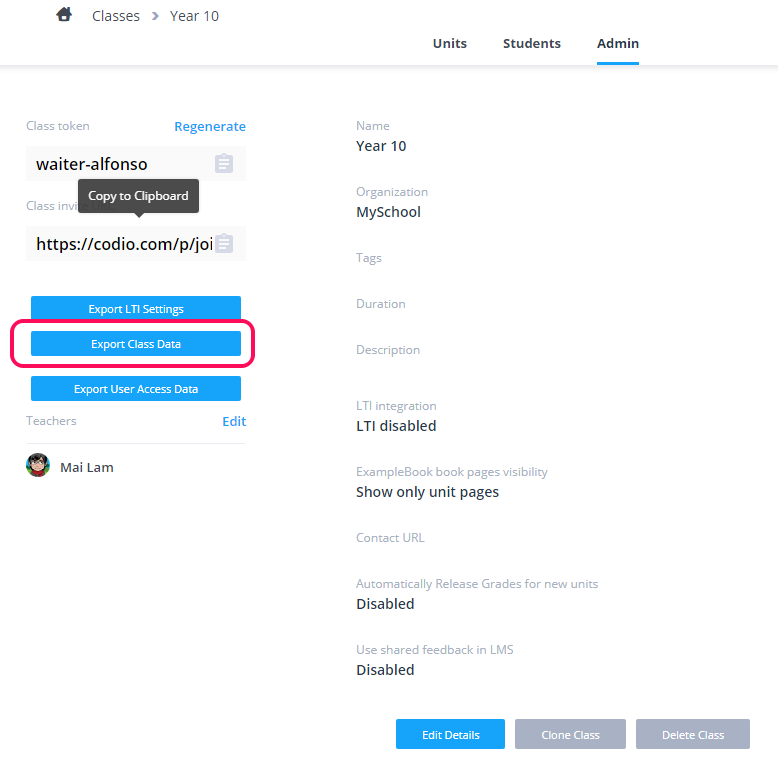 Classes > Year 10
Units Students Admin
Class token Regenerate
waiter-alfonso
Copy to Clipboard
Class invi
https://codio.com/p/joi
Export LTI Settings
Export Class Data
Export User Access Data
Teachers Edit
Mai Lam
Name
Year 10
Organization
MySchool
Tags
Duration
Description
LTI integration
LTI disabled
ExampleBook book pages visibility
Show only unit pages
Contact URL
Automatically Release Grades for new units
Disabled
Use shared feedback in LMS
Disabled
Edit Details Clone Class Delete Class